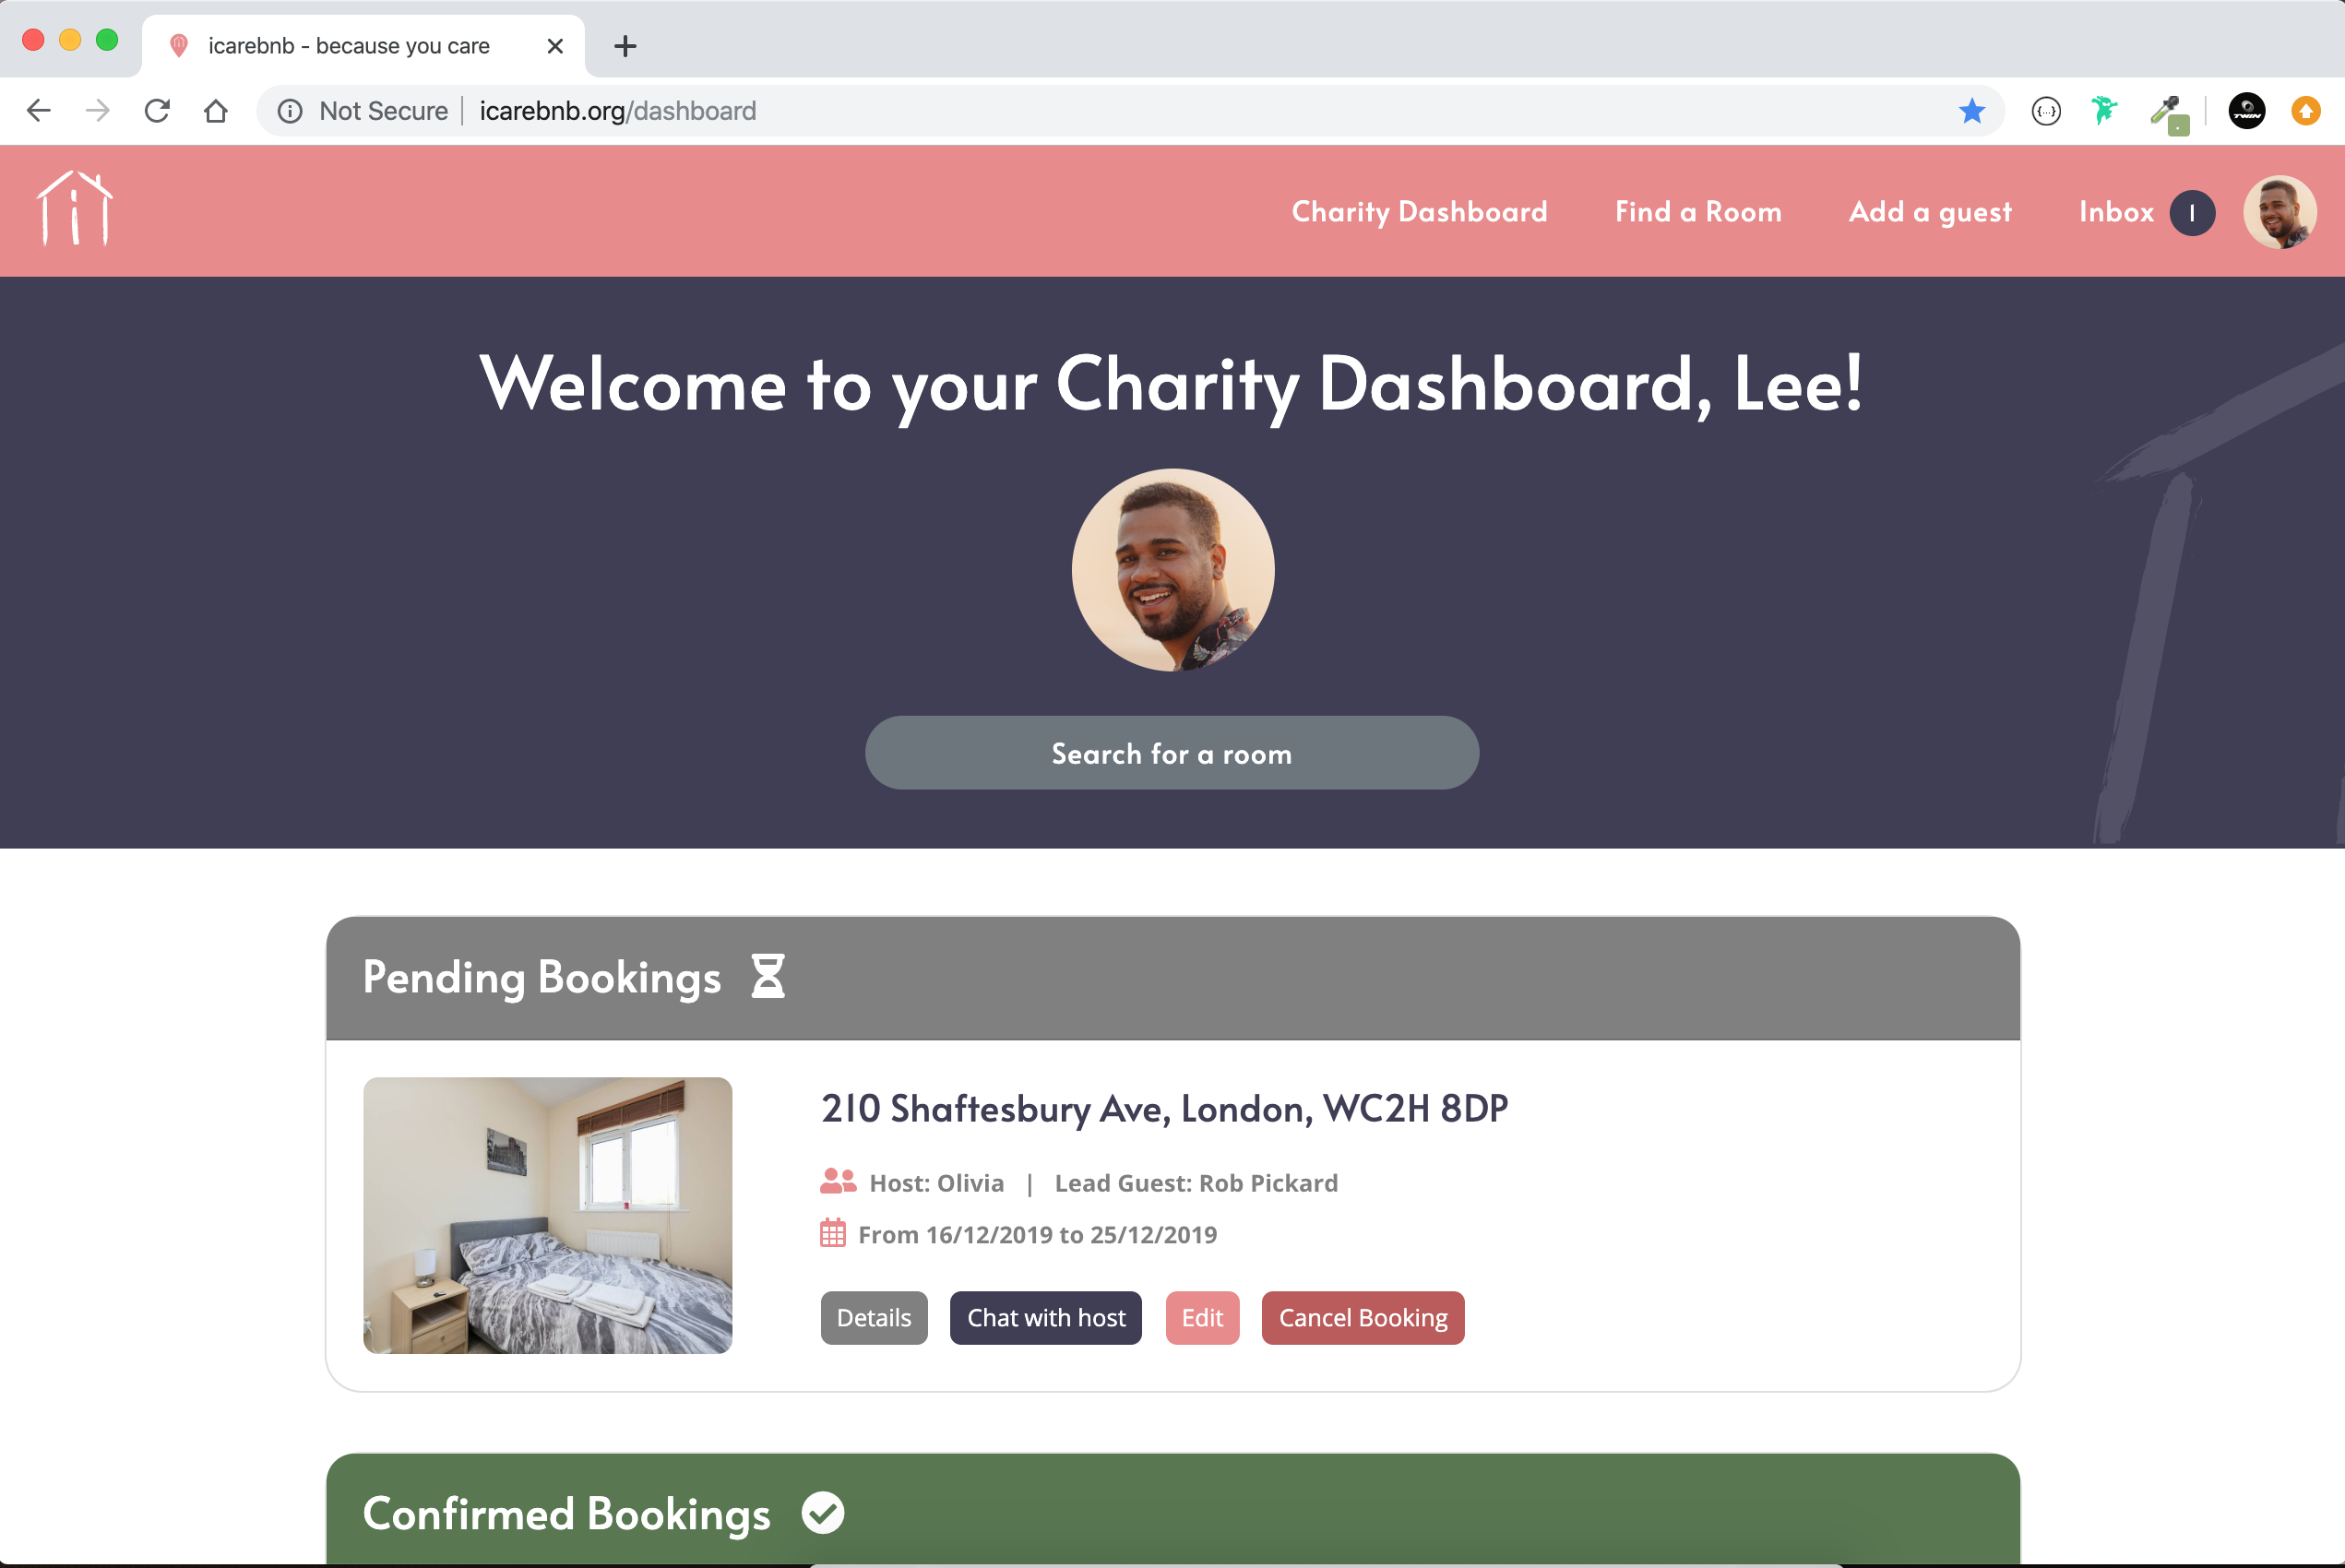 icarebnb - because you care
Not Secure | icarebnb.org/dashboard
Charity Dashboard
Find a Room
Add a guest
Inbox 1
Welcome to your Charity Dashboard, Lee!
Search for a room
Pending Bookings
210 Shaftesbury Ave, London, WC2H 8DP
Host: Olivia | Lead Guest: Rob Pickard
From 16/12/2019 to 25/12/2019
Details
Chat with host
Edit
Cancel Booking
Confirmed Bookings